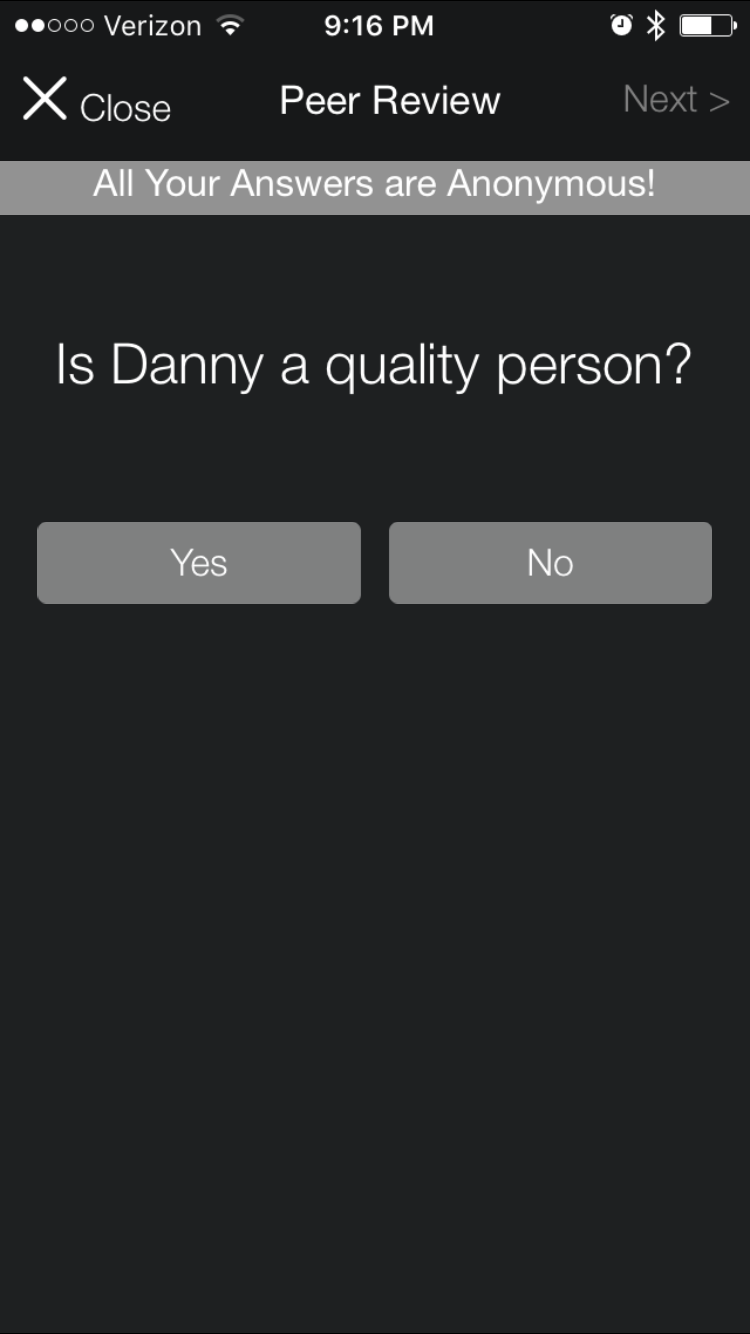 Verizon 9:16 PM
Close Peer Review Next >
All Your Answers are Anonymous!
Is Danny a quality person?
Yes No